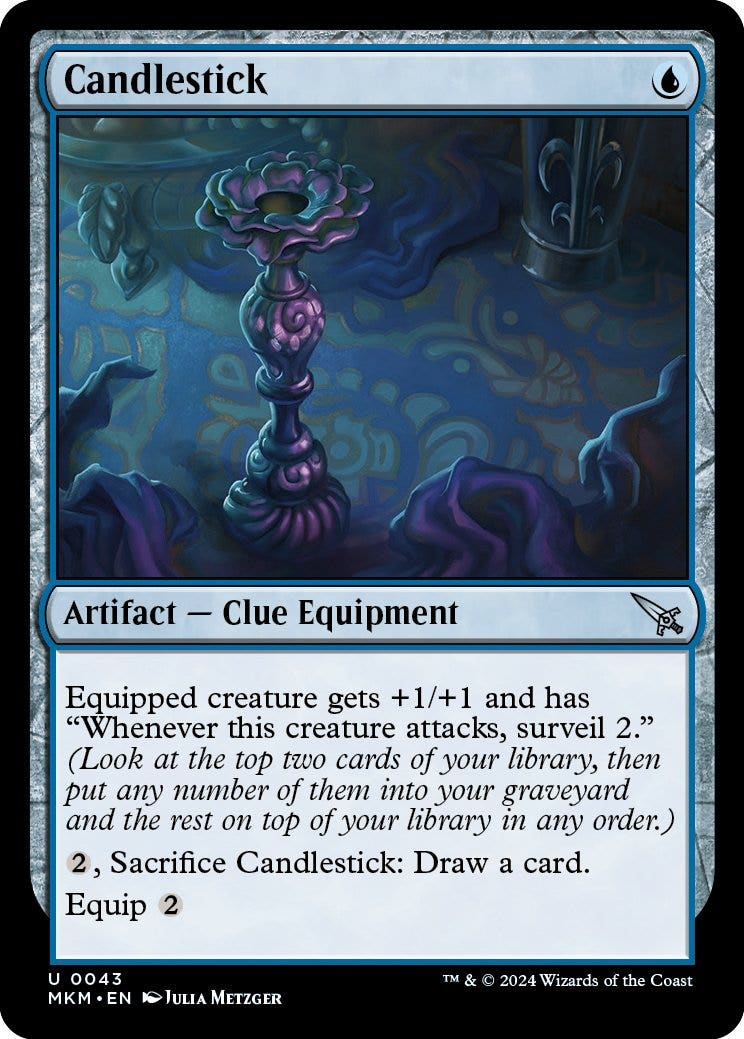 Candlestick
Artifact — Clue Equipment
Equipped creature gets +1/+1 and has
“Whenever this creature attacks, surveil 2.”
(Look at the top two cards of your library, then
put any number of them into your graveyard
and the rest on top of your library in any order.)
2, Sacrifice Candlestick: Draw a card.
Equip 2
U 0043
MKM • EN Julia Metzger
™ & © 2024 Wizards of the Coast